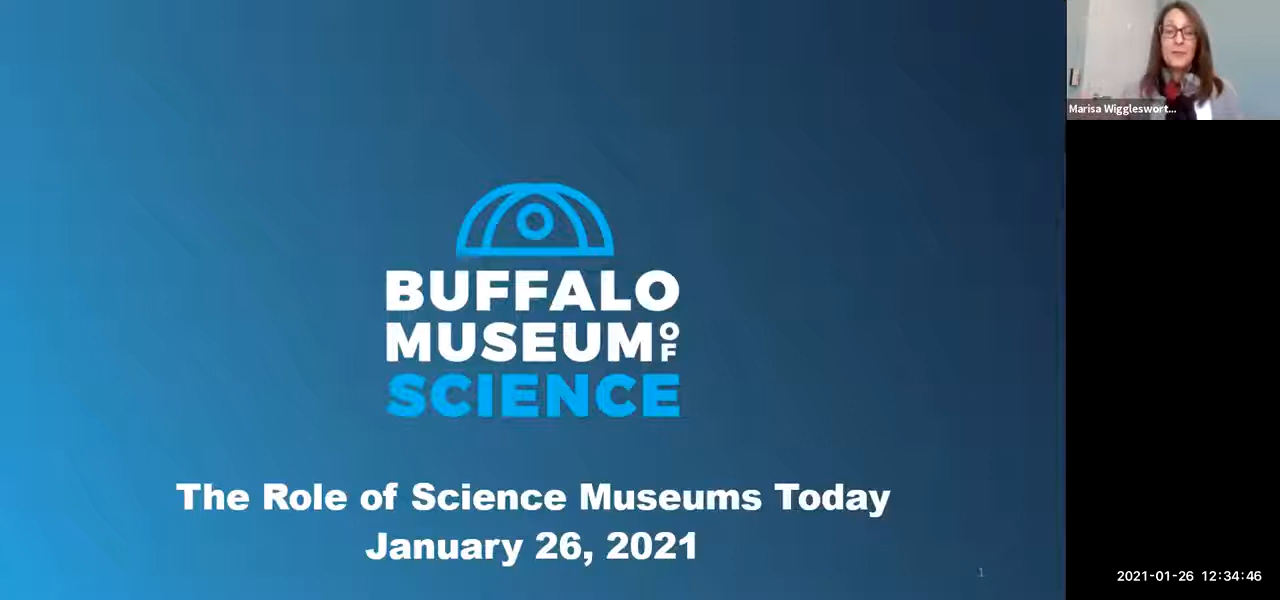 BUFFALO
MUSEUM OF
SCIENCE
The Role of Science Museums Today
January 26, 2021
1
Marisa Wiggleswort...
2021-01-26 12:34:46